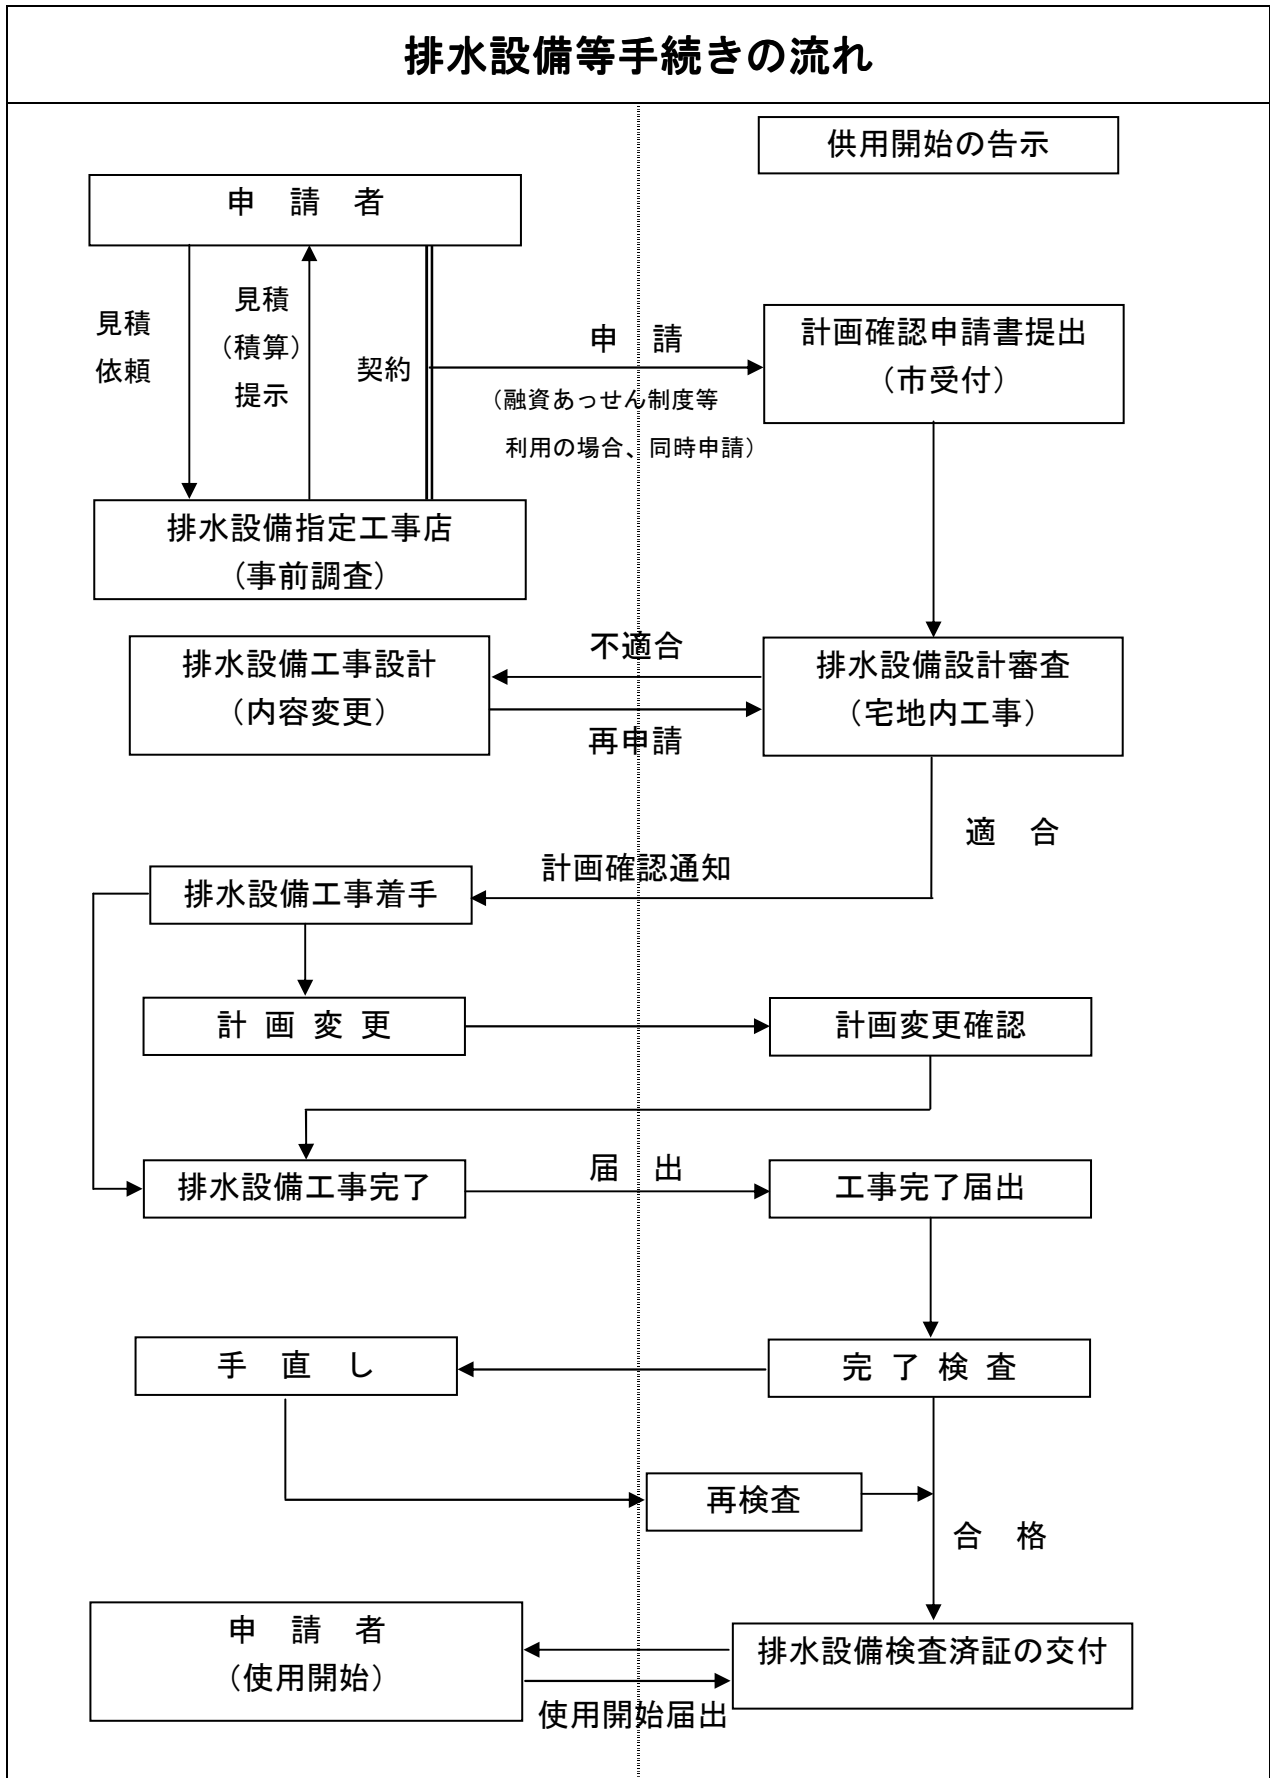 排水設備等手続きの流れ
供用開始の告示
申　請　者
見積
依頼
見積
（積算）
提示
契約
申　請
（融資あっせん制度等
利用の場合、同時申請）
計画確認申請書提出
（市受付）
排水設備指定工事店
（事前調査）
排水設備工事設計
（内容変更）
不適合
再申請
排水設備設計審査
（宅地内工事）
適　合
計画確認通知
排水設備工事着手
計 画 変 更
計画変更確認
排水設備工事完了
届　出
工事完了届出
手　直　し
完 了 検 査
再検査
合　格
申　請　者
（使用開始）
排水設備検査済証の交付
使用開始届出